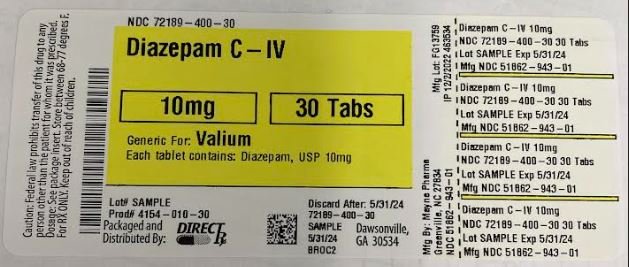 NDC 72189-400-30
Diazepam C-IV
10mg
30 Tabs
Generic For: Valium
Each tablet contains: Diazepam, USP 10mg
Lot# SAMPLE
Prod# 4154-010-30
Packaged and
Distributed By: DIRECT Rx
Discard After: 5/31/24
72189-400-30
SAMPLE
5/31/24
BROC2
Dawsonville,
GA 30534
Caution: Federal law prohibits transfer of this drug to any
person other than the patient for whom it was prescribed.
Dosage: See package insert. Store between 68-77 degrees F.
For RX ONLY. Keep out of reach of children.
Mfg Lot: FG13759
IP 12/2/2022 463534
Mfg By: Mayne Pharma
Greenville, NC 27834
NDC 51862-943-01
Diazepam C-IV 10mg
NDC 72189-400-30 30 Tabs
Lot SAMPLE Exp 5/31/24
Mfg NDC 51862-943-01
Diazepam C-IV 10mg
NDC 72189-400-30 30 Tabs
Lot SAMPLE Exp 5/31/24
Mfg NDC 51862-943-01
Diazepam C-IV 10mg
NDC 72189-400-30 30 Tabs
Lot SAMPLE Exp 5/31/24
Mfg NDC 51862-943-01
Diazepam C-IV 10mg
NDC 72189-400-30 30 Tabs
Lot SAMPLE Exp 5/31/24
Mfg NDC 51862-943-01